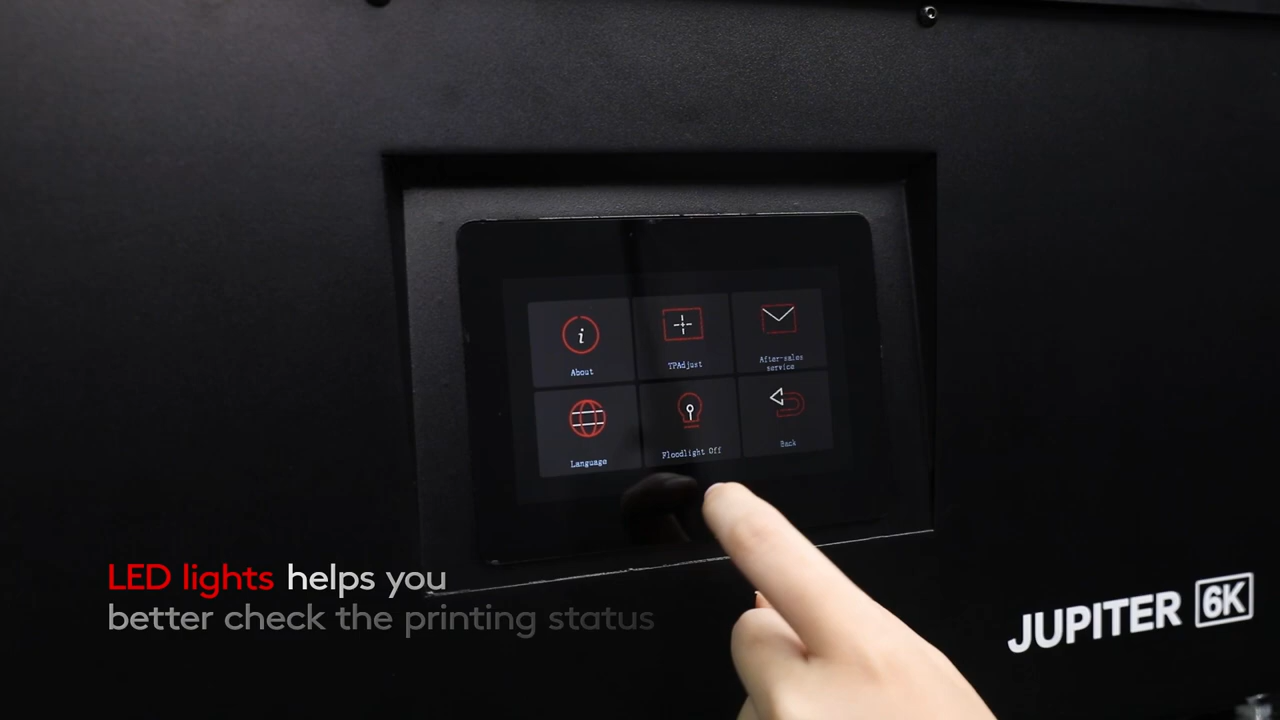 i
About
TPAdjust
After-sales
service
Language
Floodlight Off
Back
LED lights helps you
better check the printing status
JUPITER 6K